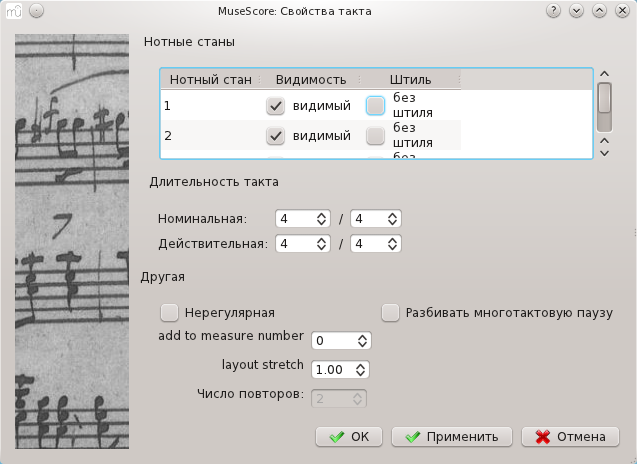 MuseScore: Свойства такта
Нотные станы
Нотный стан Видимость Штиль
1 видимый без штиля
2 видимый без штиля
без
Длительность такта
Номинальная: 4 / 4
Действительная: 4 / 4
Другая
Нерегулярная Разбивать многотактовую паузу
add to measure number 0
layout stretch 1.00
Число повторов: 2
ОК Применить Отмена